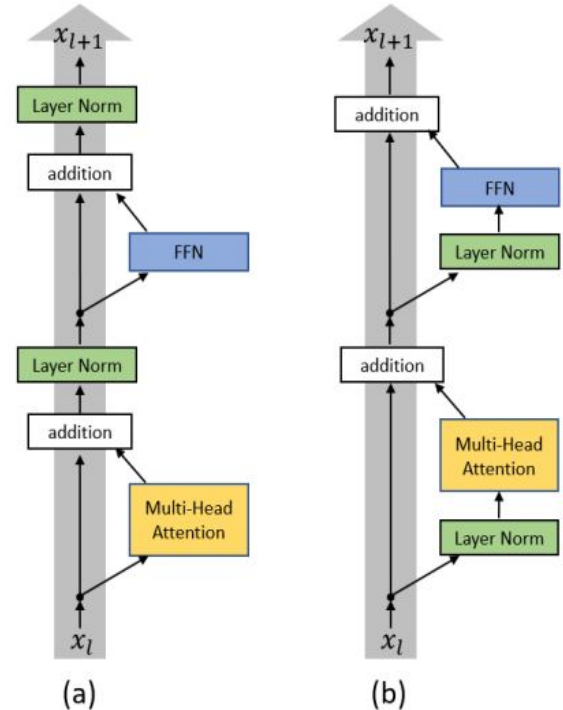 x_{l+1}
Layer Norm
addition
FFN
Layer Norm
addition
Multi-Head
Attention
x_l
(a)
x_{l+1}
addition
FFN
Layer Norm
addition
Multi-Head
Attention
Layer Norm
x_l
(b)